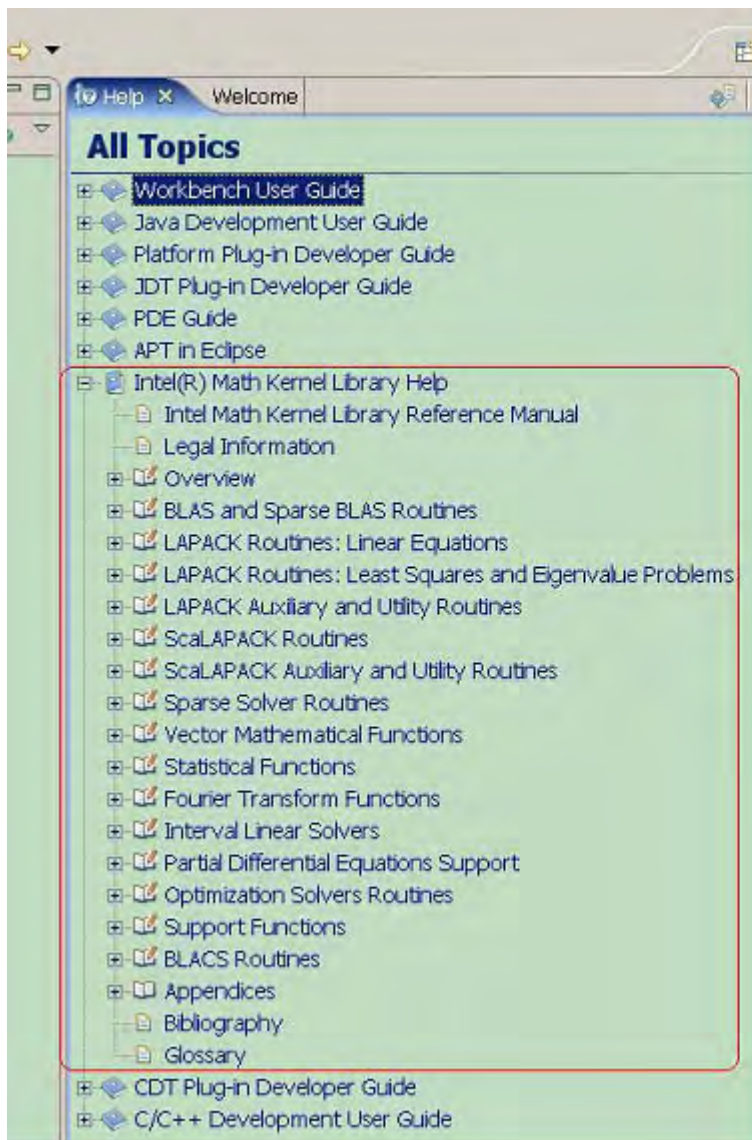 Help
Welcome
All Topics
Workbench User Guide
Java Development User Guide
Platform Plug-in Developer Guide
JDT Plug-in Developer Guide
PDE Guide
APT in Eclipse
Intel(R) Math Kernel Library Help
Intel Math Kernel Library Reference Manual
Legal Information
Overview
BLAS and Sparse BLAS Routines
LAPACK Routines: Linear Equations
LAPACK Routines: Least Squares and Eigenvalue Problems
LAPACK Auxiliary and Utility Routines
ScaLAPACK Routines
ScaLAPACK Auxiliary and Utility Routines
Sparse Solver Routines
Vector Mathematical Functions
Statistical Functions
Fourier Transform Functions
Interval Linear Solvers
Partial Differential Equations Support
Optimization Solvers Routines
Support Functions
BLACS Routines
Appendices
Bibliography
Glossary
CDT Plug-in Developer Guide
C/C++ Development User Guide